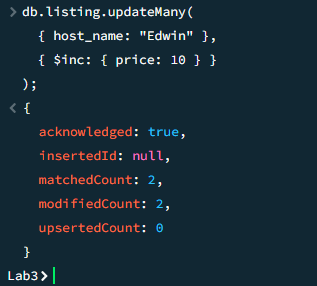 > db.listing.updateMany(
{ host_name: "Edwin" },
{ $inc: { price: 10 } }
);
< {
acknowledged: true,
insertedId: null,
matchedCount: 2,
modifiedCount: 2,
upsertedCount: 0
}
Lab3>